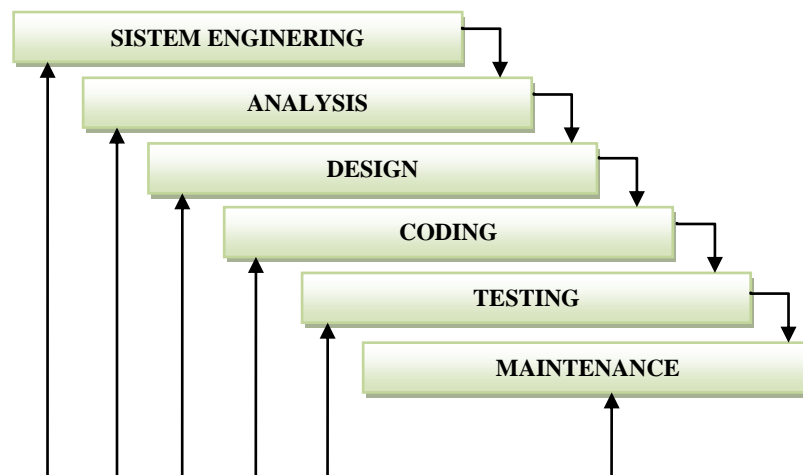 SISTEM ENGINERING
ANALYSIS
DESIGN
CODING
TESTING
MAINTENANCE